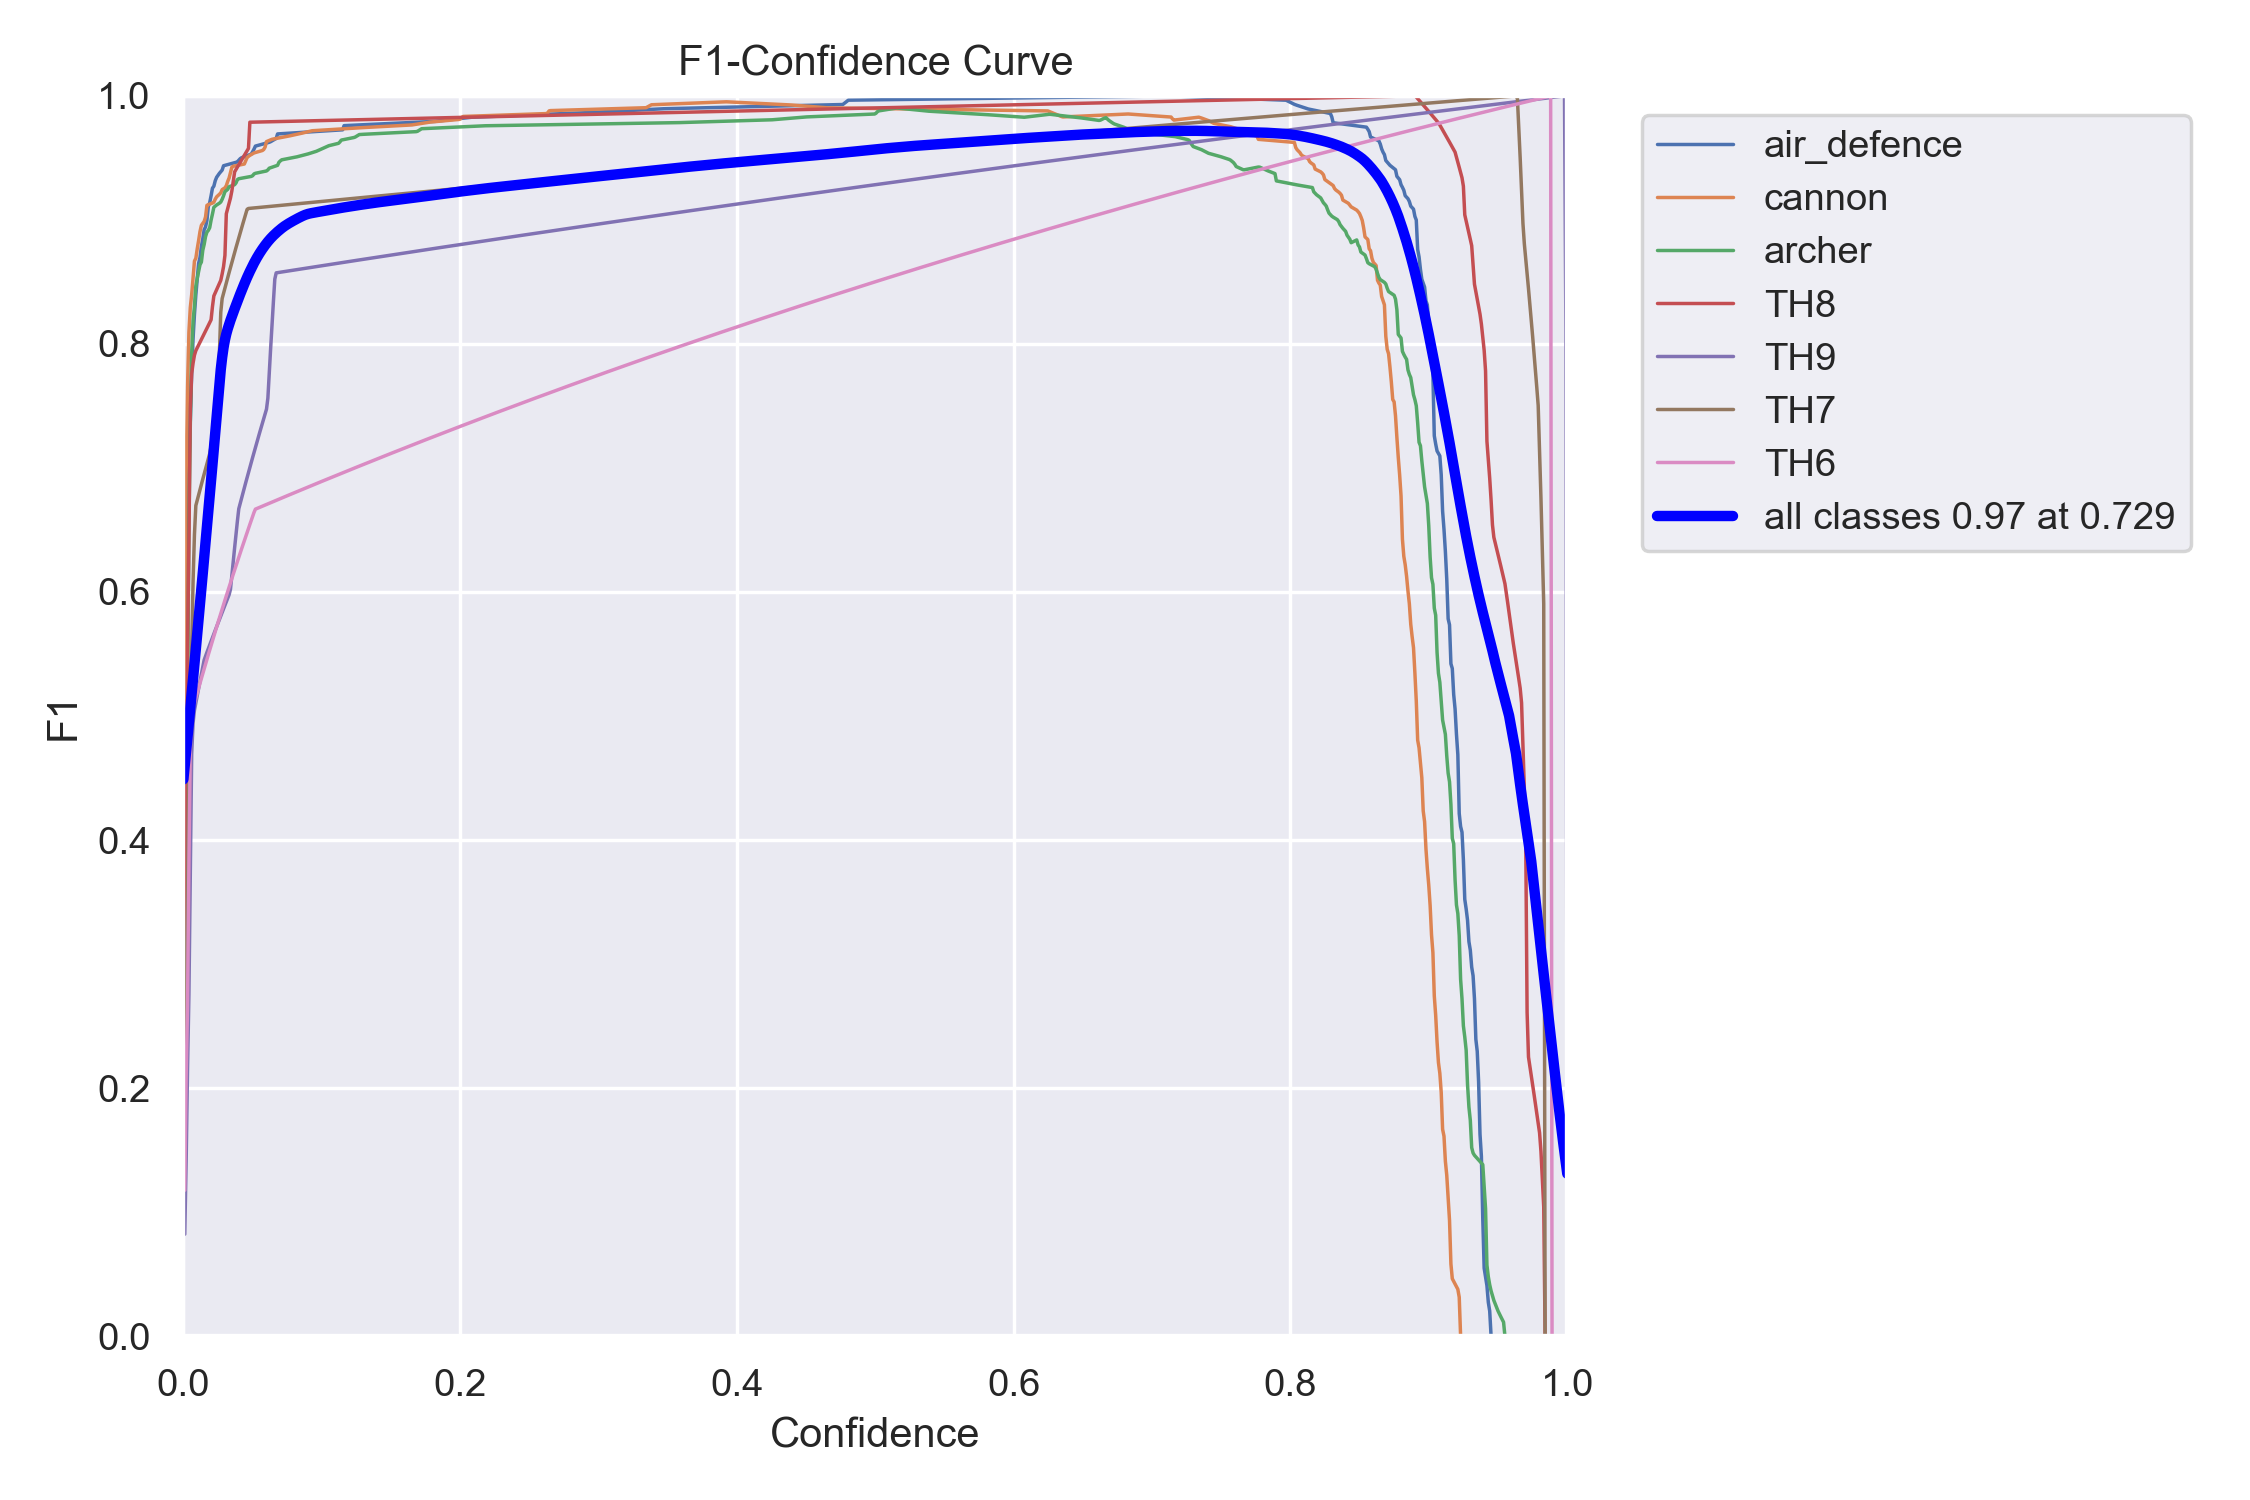 F1-Confidence Curve
1.0
0.8
0.6
0.4
0.2
0.0
F1
0.0 0.2 0.4 0.6 0.8 1.0
Confidence
air_defence
cannon
archer
TH8
TH9
TH7
TH6
all classes 0.97 at 0.729